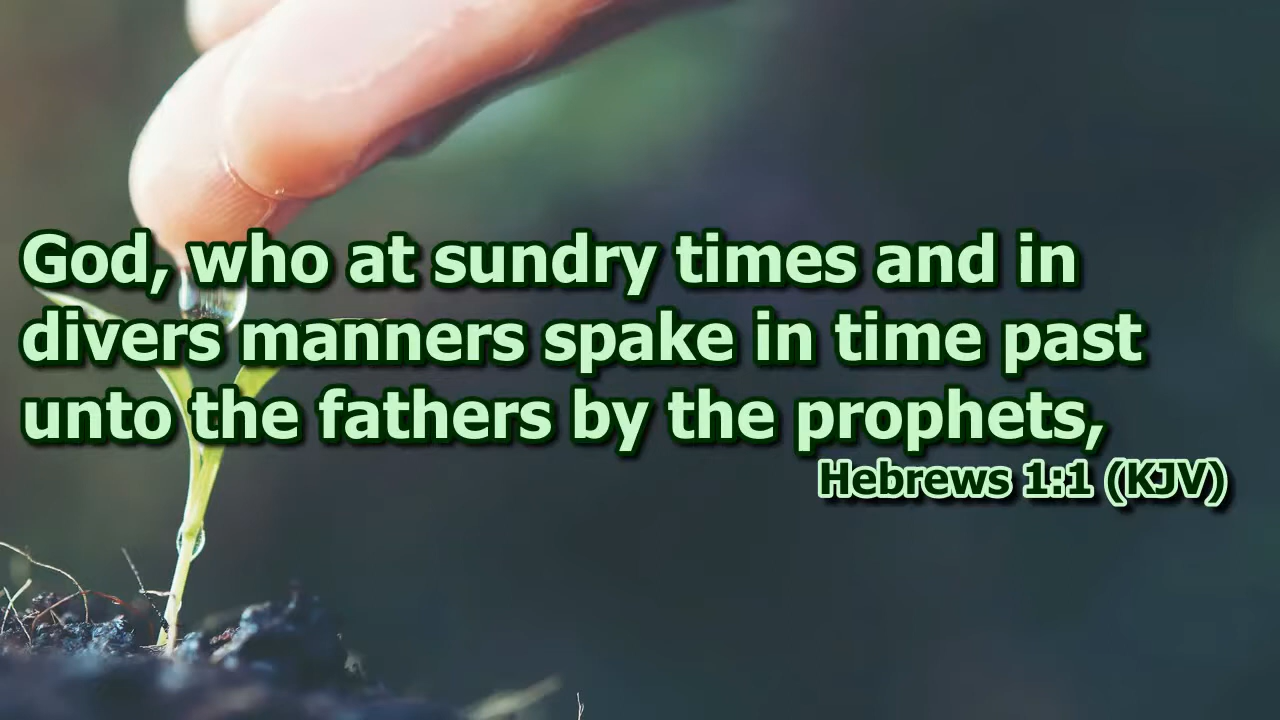 God, who at sundry times and in
divers manners spake in time past
unto the fathers by the prophets,
Hebrews 1:1 (KJV)